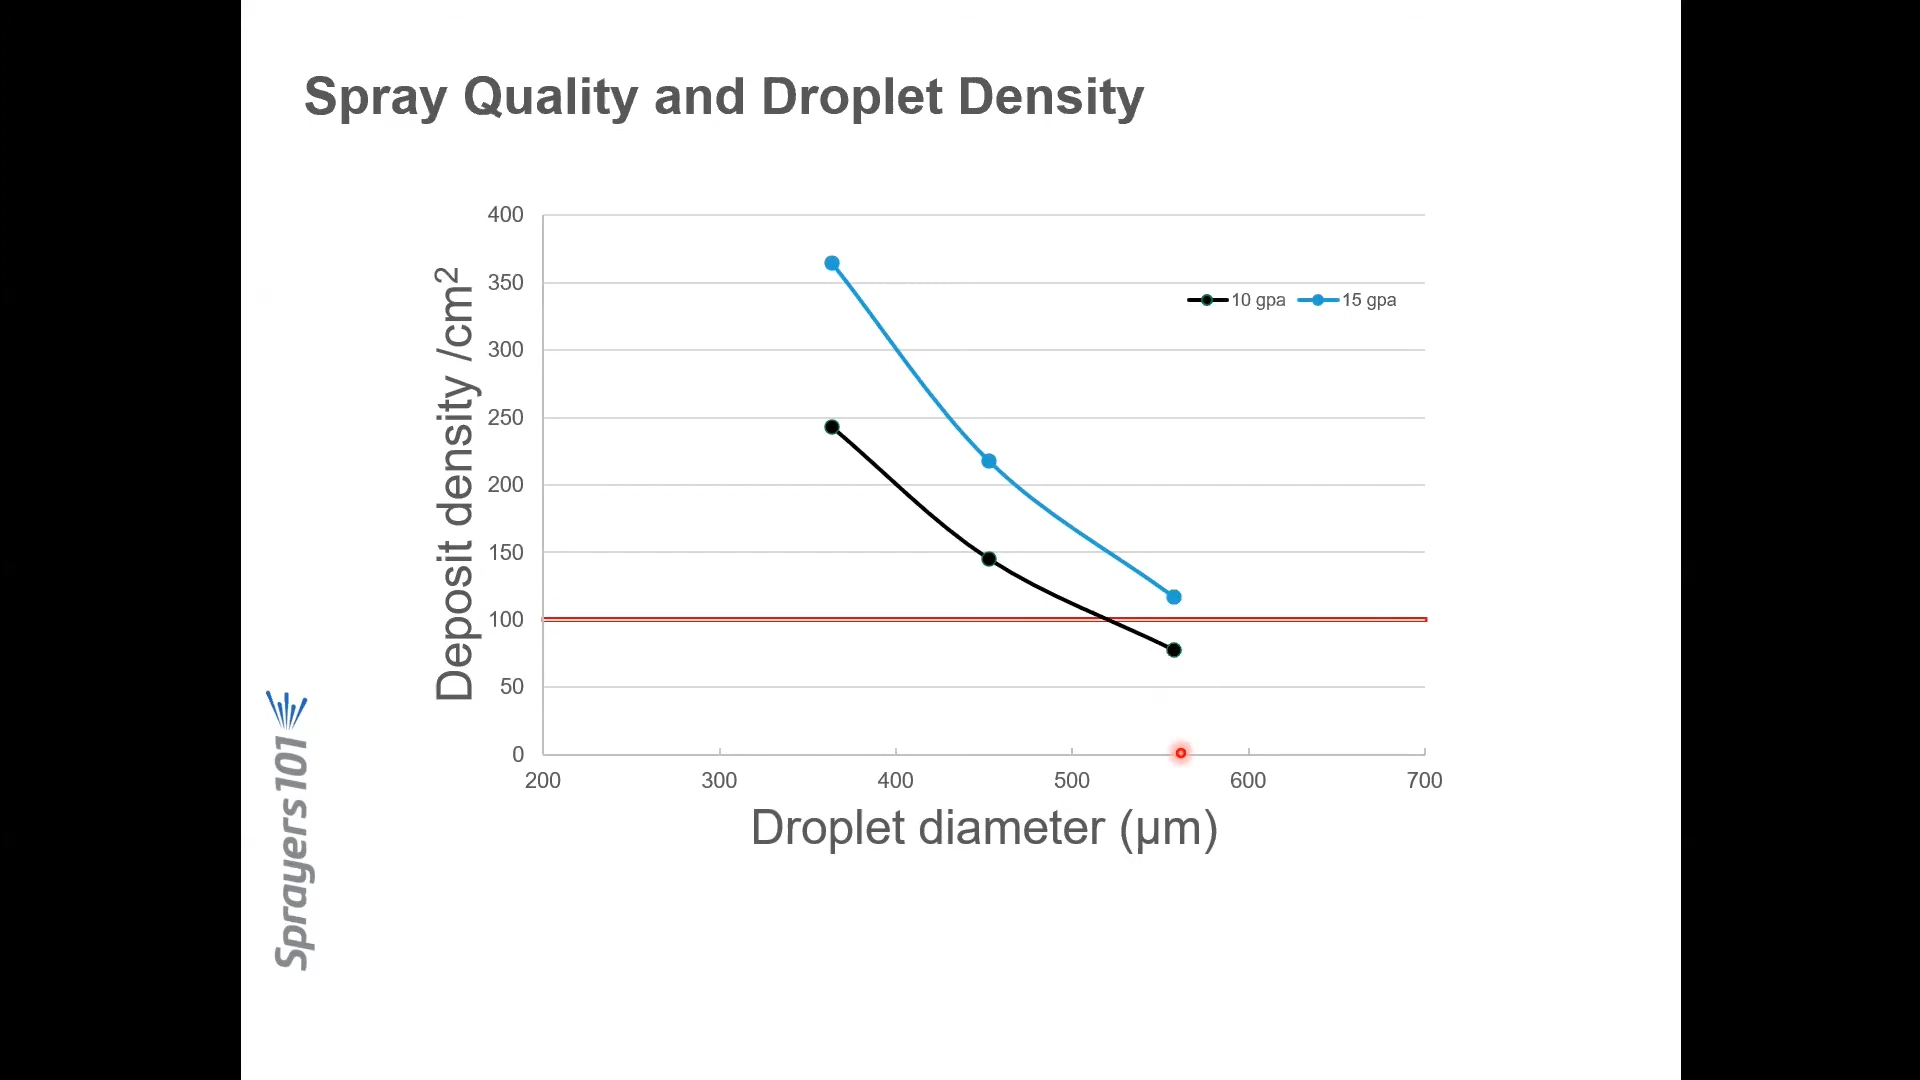 Spray Quality and Droplet Density
400
350
300
250
200
150
100
50
0
Deposit density /cm²
10 gpa
15 gpa
200
300
400
500
600
700
Droplet diameter (µm)
Sprayers101